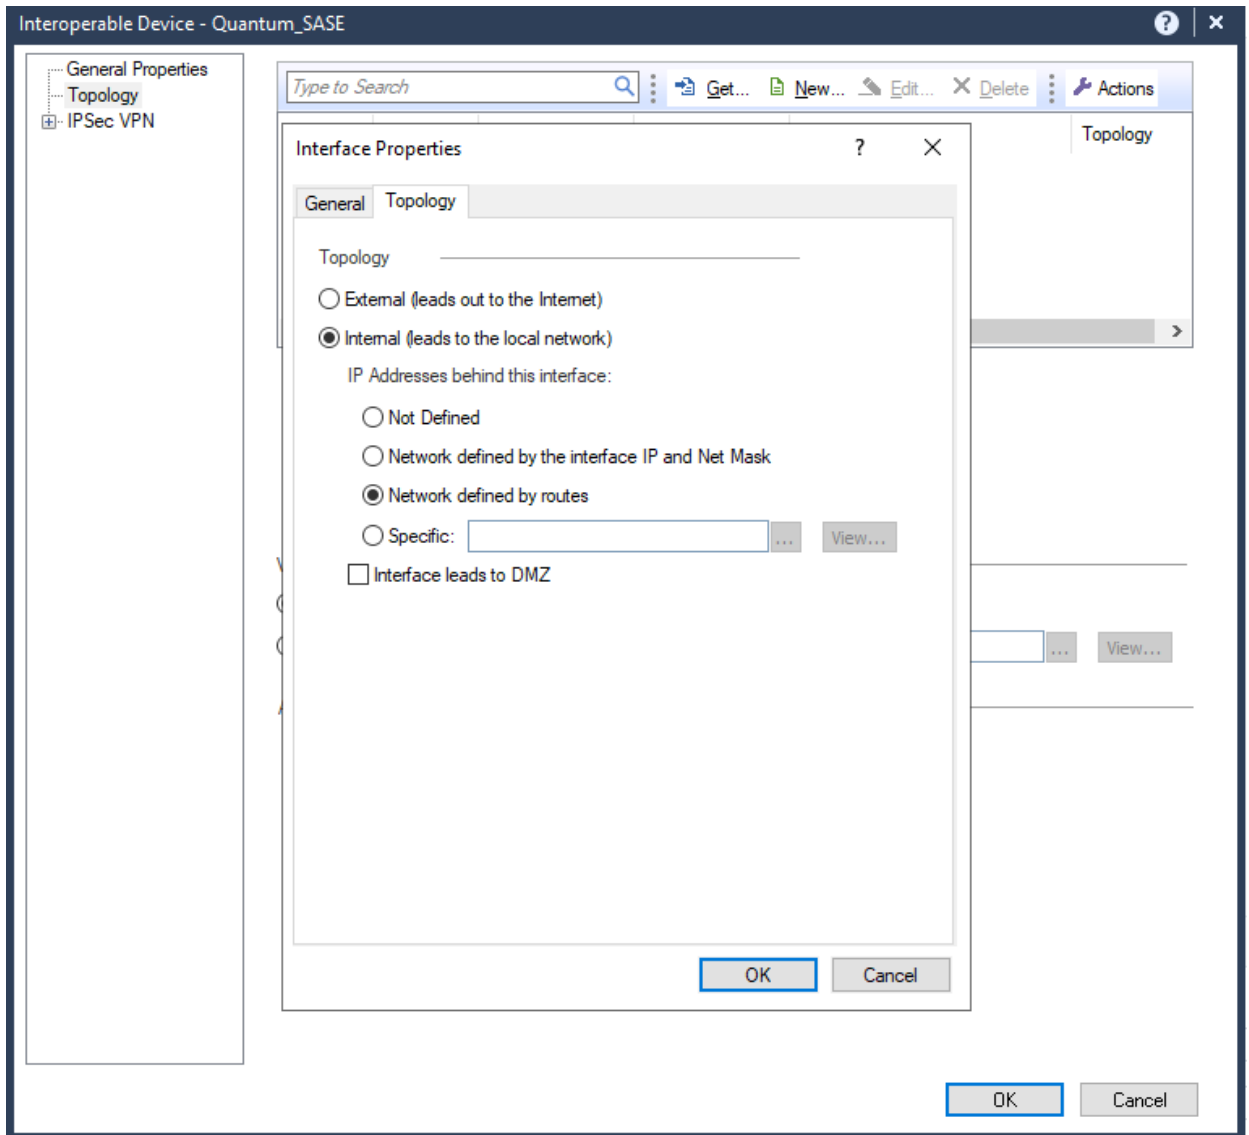 Interoperable Device - Quantum_SASE
General Properties
Topology
IPSec VPN
Type to Search
Get...
New...
Edit...
Delete
Actions
Topology
Interface Properties
General
Topology
Topology
External (leads out to the Internet)
Internal (leads to the local network)
IP Addresses behind this interface:
Not Defined
Network defined by the interface IP and Net Mask
Network defined by routes
Specific:
...
View...
Interface leads to DMZ
...
View...
OK
Cancel
OK
Cancel